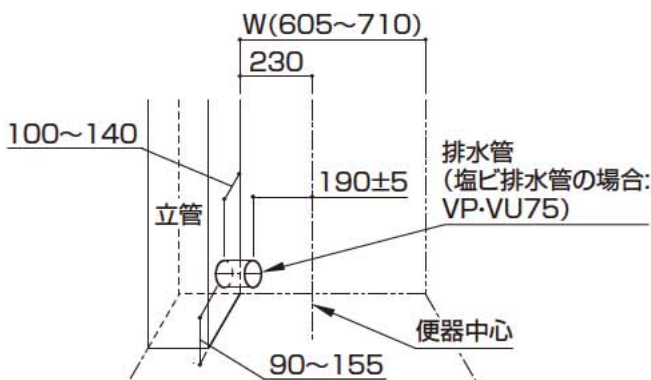 W(605〜710)
230
100〜140
190±5
排水管
(塩ビ排水管の場合:
VP・VU75)
立管
便器中心
90〜155